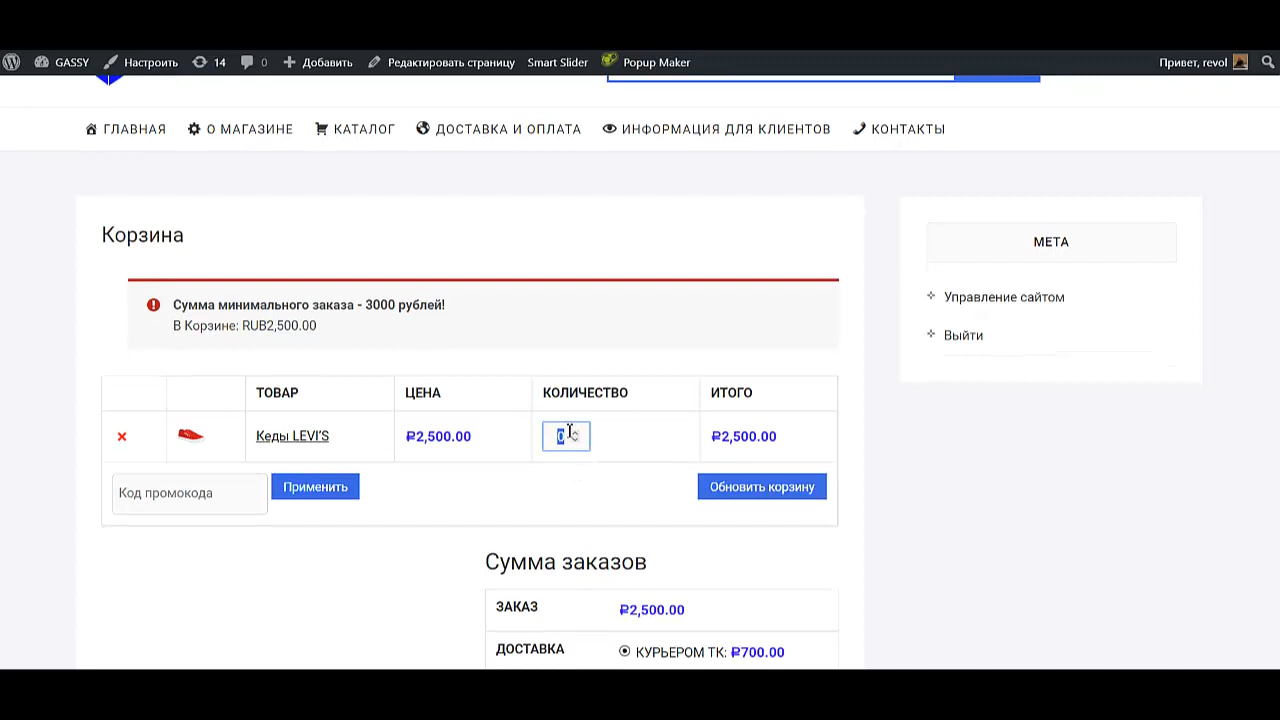 GASSY Настроить 14 0 Добавить Редактировать страницу Smart Slider Popup Maker Привет, revol
ГЛАВНАЯ О МАГАЗИНЕ КАТАЛОГ ДОСТАВКА И ОПЛАТА ИНФОРМАЦИЯ ДЛЯ КЛИЕНТОВ КОНТАКТЫ
Корзина
Сумма минимального заказа - 3000 рублей!
В Корзине: RUB2,500.00
ТОВАР ЦЕНА КОЛИЧЕСТВО ИТОГО
Кеды LEVI'S ₽2,500.00 0 ₽2,500.00
Код промокода Применить Обновить корзину
Сумма заказов
ЗАКАЗ ₽2,500.00
ДОСТАВКА КУРЬЕРОМ ТК: ₽700.00
МЕТА
Управление сайтом
Выйти